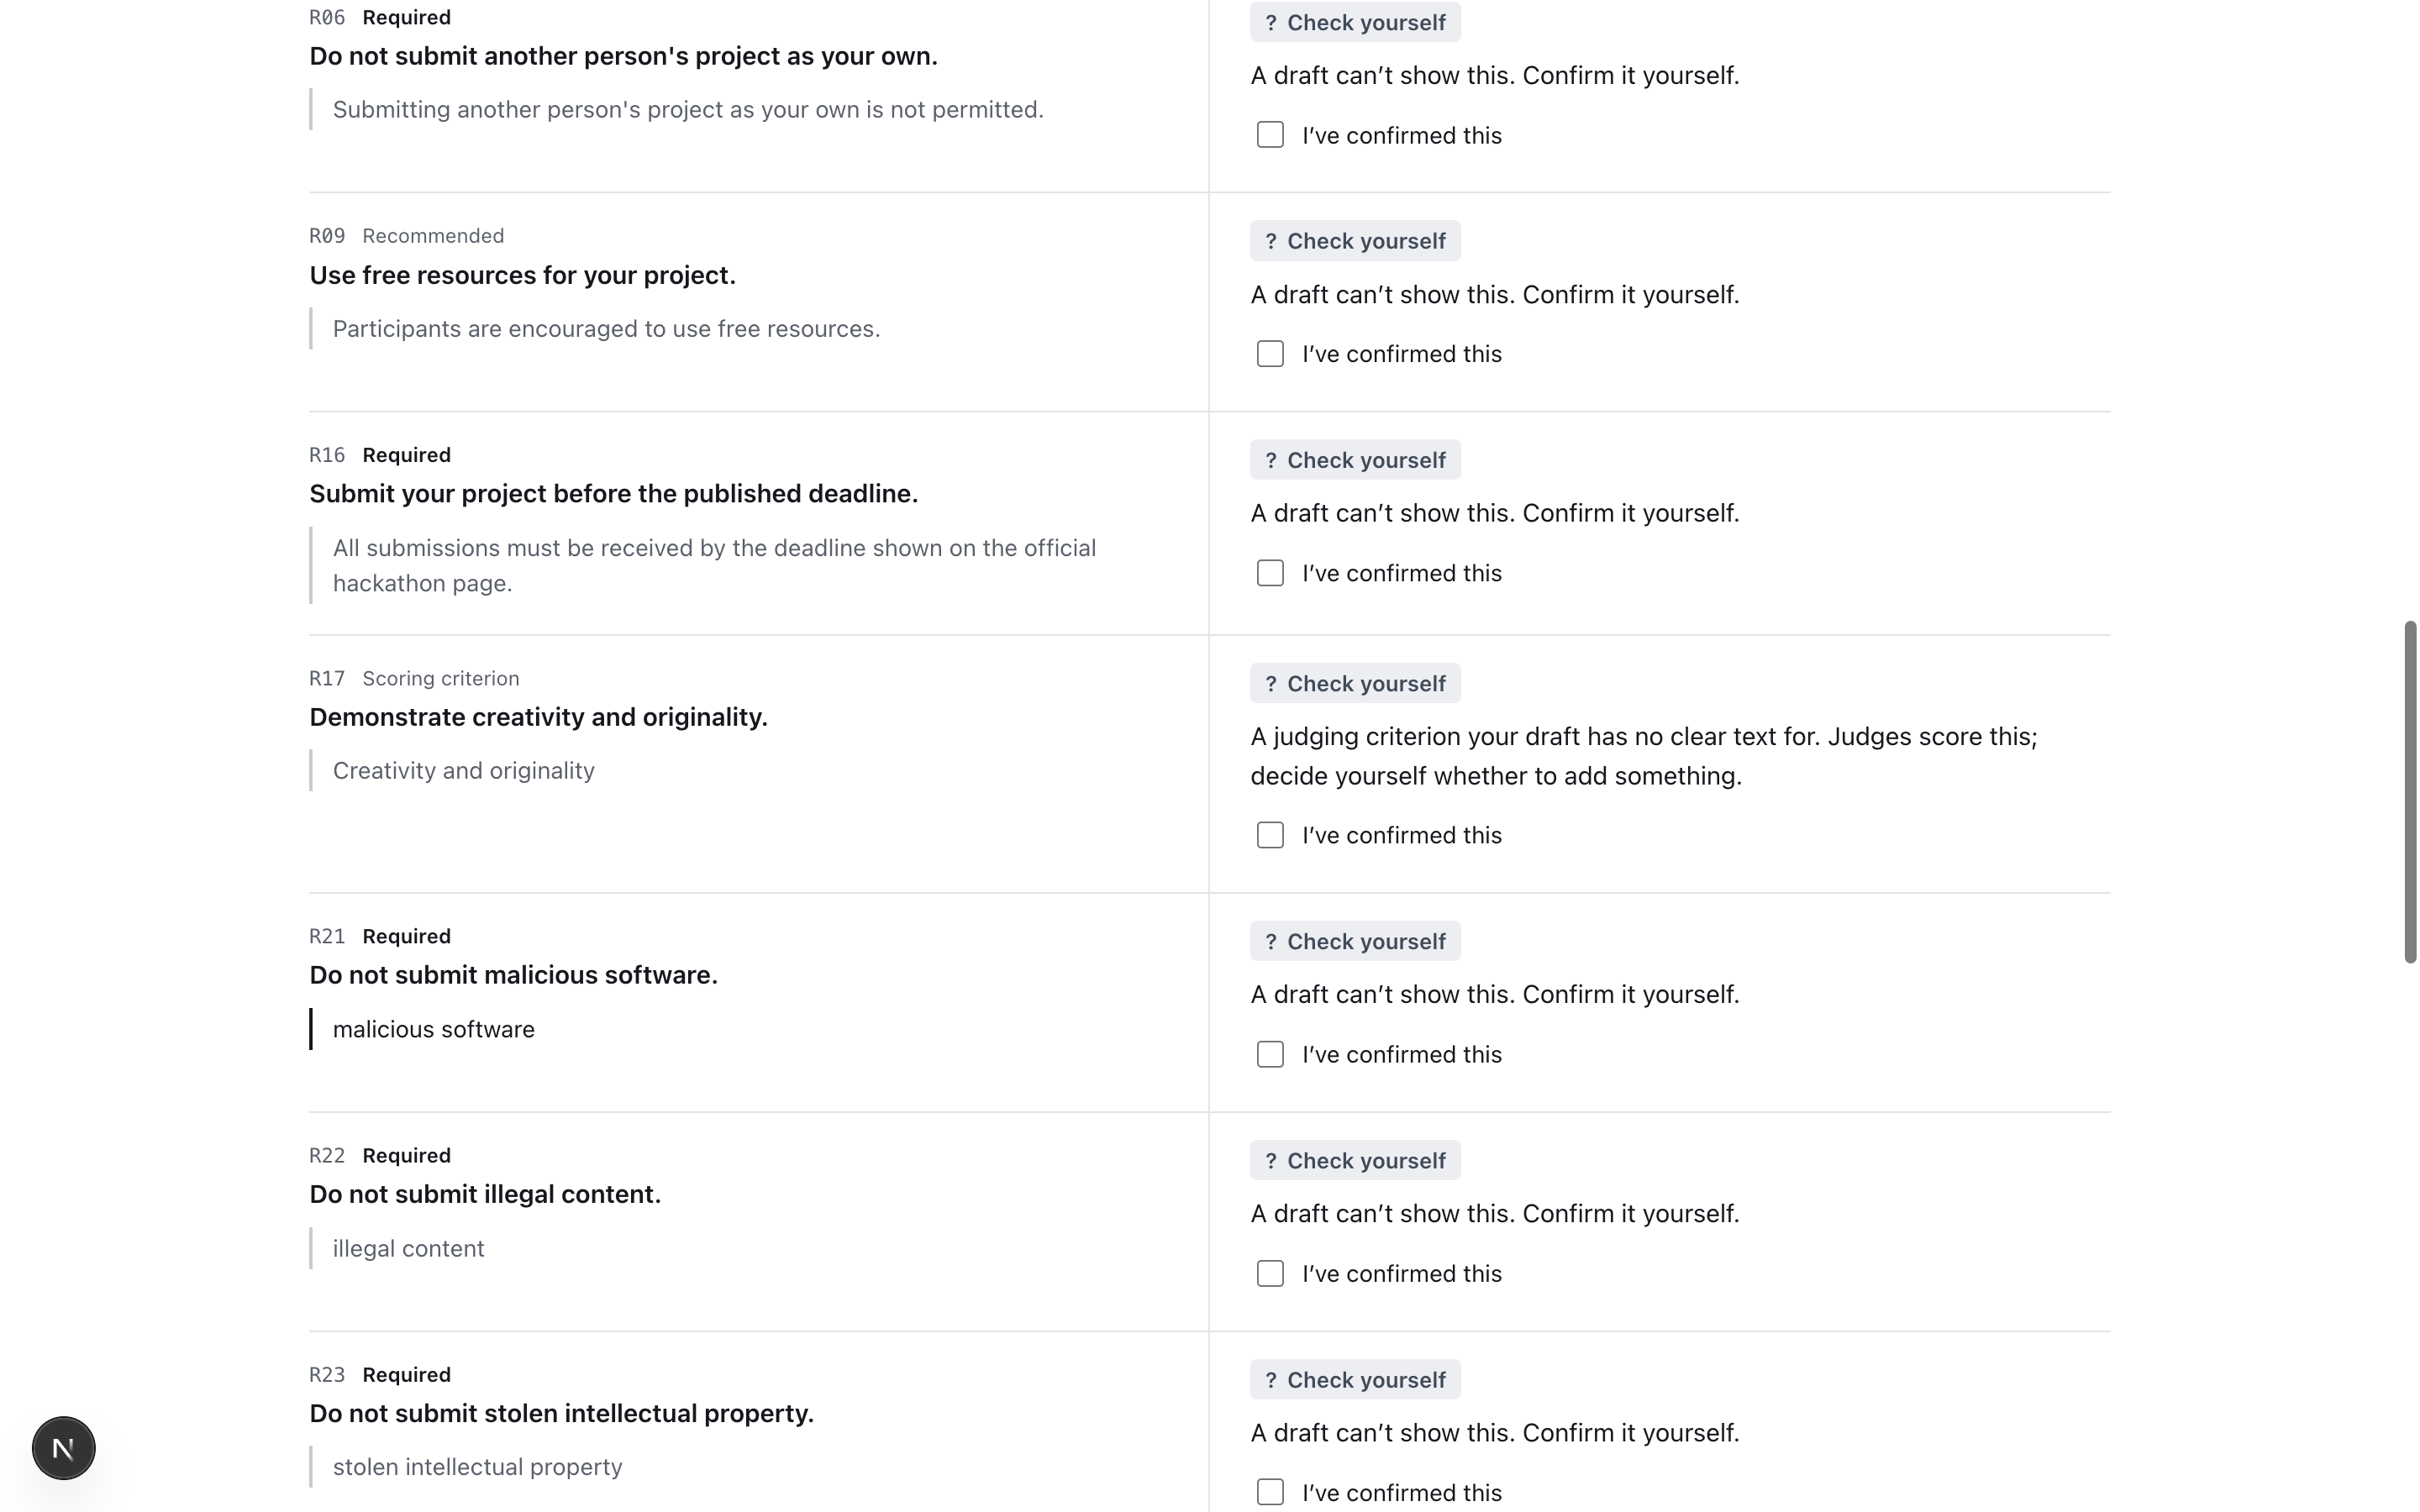 R06 Required
Do not submit another person's project as your own.
Submitting another person's project as your own is not permitted.
? Check yourself
A draft can’t show this. Confirm it yourself.
I’ve confirmed this
R09 Recommended
Use free resources for your project.
Participants are encouraged to use free resources.
? Check yourself
A draft can’t show this. Confirm it yourself.
I’ve confirmed this
R16 Required
Submit your project before the published deadline.
All submissions must be received by the deadline shown on the official
hackathon page.
? Check yourself
A draft can’t show this. Confirm it yourself.
I’ve confirmed this
R17 Scoring criterion
Demonstrate creativity and originality.
Creativity and originality
? Check yourself
A judging criterion your draft has no clear text for. Judges score this;
decide yourself whether to add something.
I’ve confirmed this
R21 Required
Do not submit malicious software.
malicious software
? Check yourself
A draft can’t show this. Confirm it yourself.
I’ve confirmed this
R22 Required
Do not submit illegal content.
illegal content
? Check yourself
A draft can’t show this. Confirm it yourself.
I’ve confirmed this
R23 Required
Do not submit stolen intellectual property.
stolen intellectual property
? Check yourself
A draft can’t show this. Confirm it yourself.
I’ve confirmed this
N